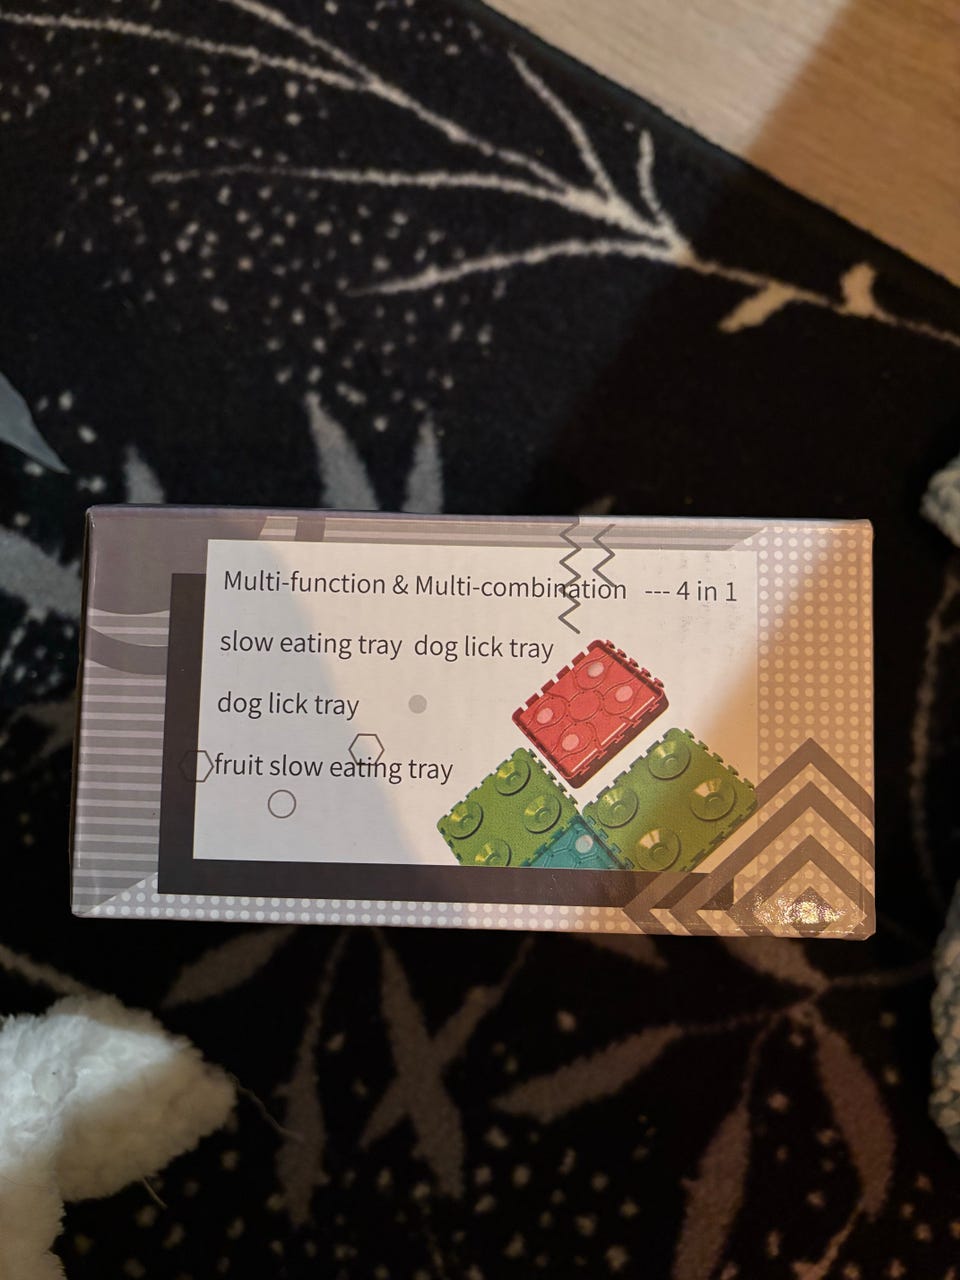 Multi-function & Multi-combination --- 4 in 1
slow eating tray dog lick tray
dog lick tray
fruit slow eating tray